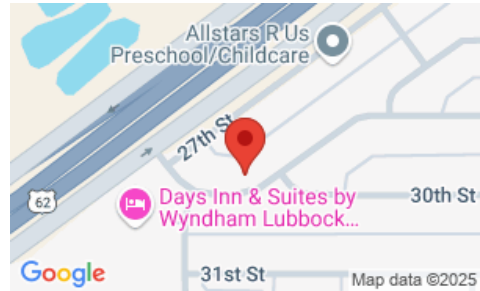 Allstars R Us
Preschool/Childcare
27th St
62
Days Inn & Suites by
Wyndham Lubbock...
30th St
31st St
Google
Map data ©2025